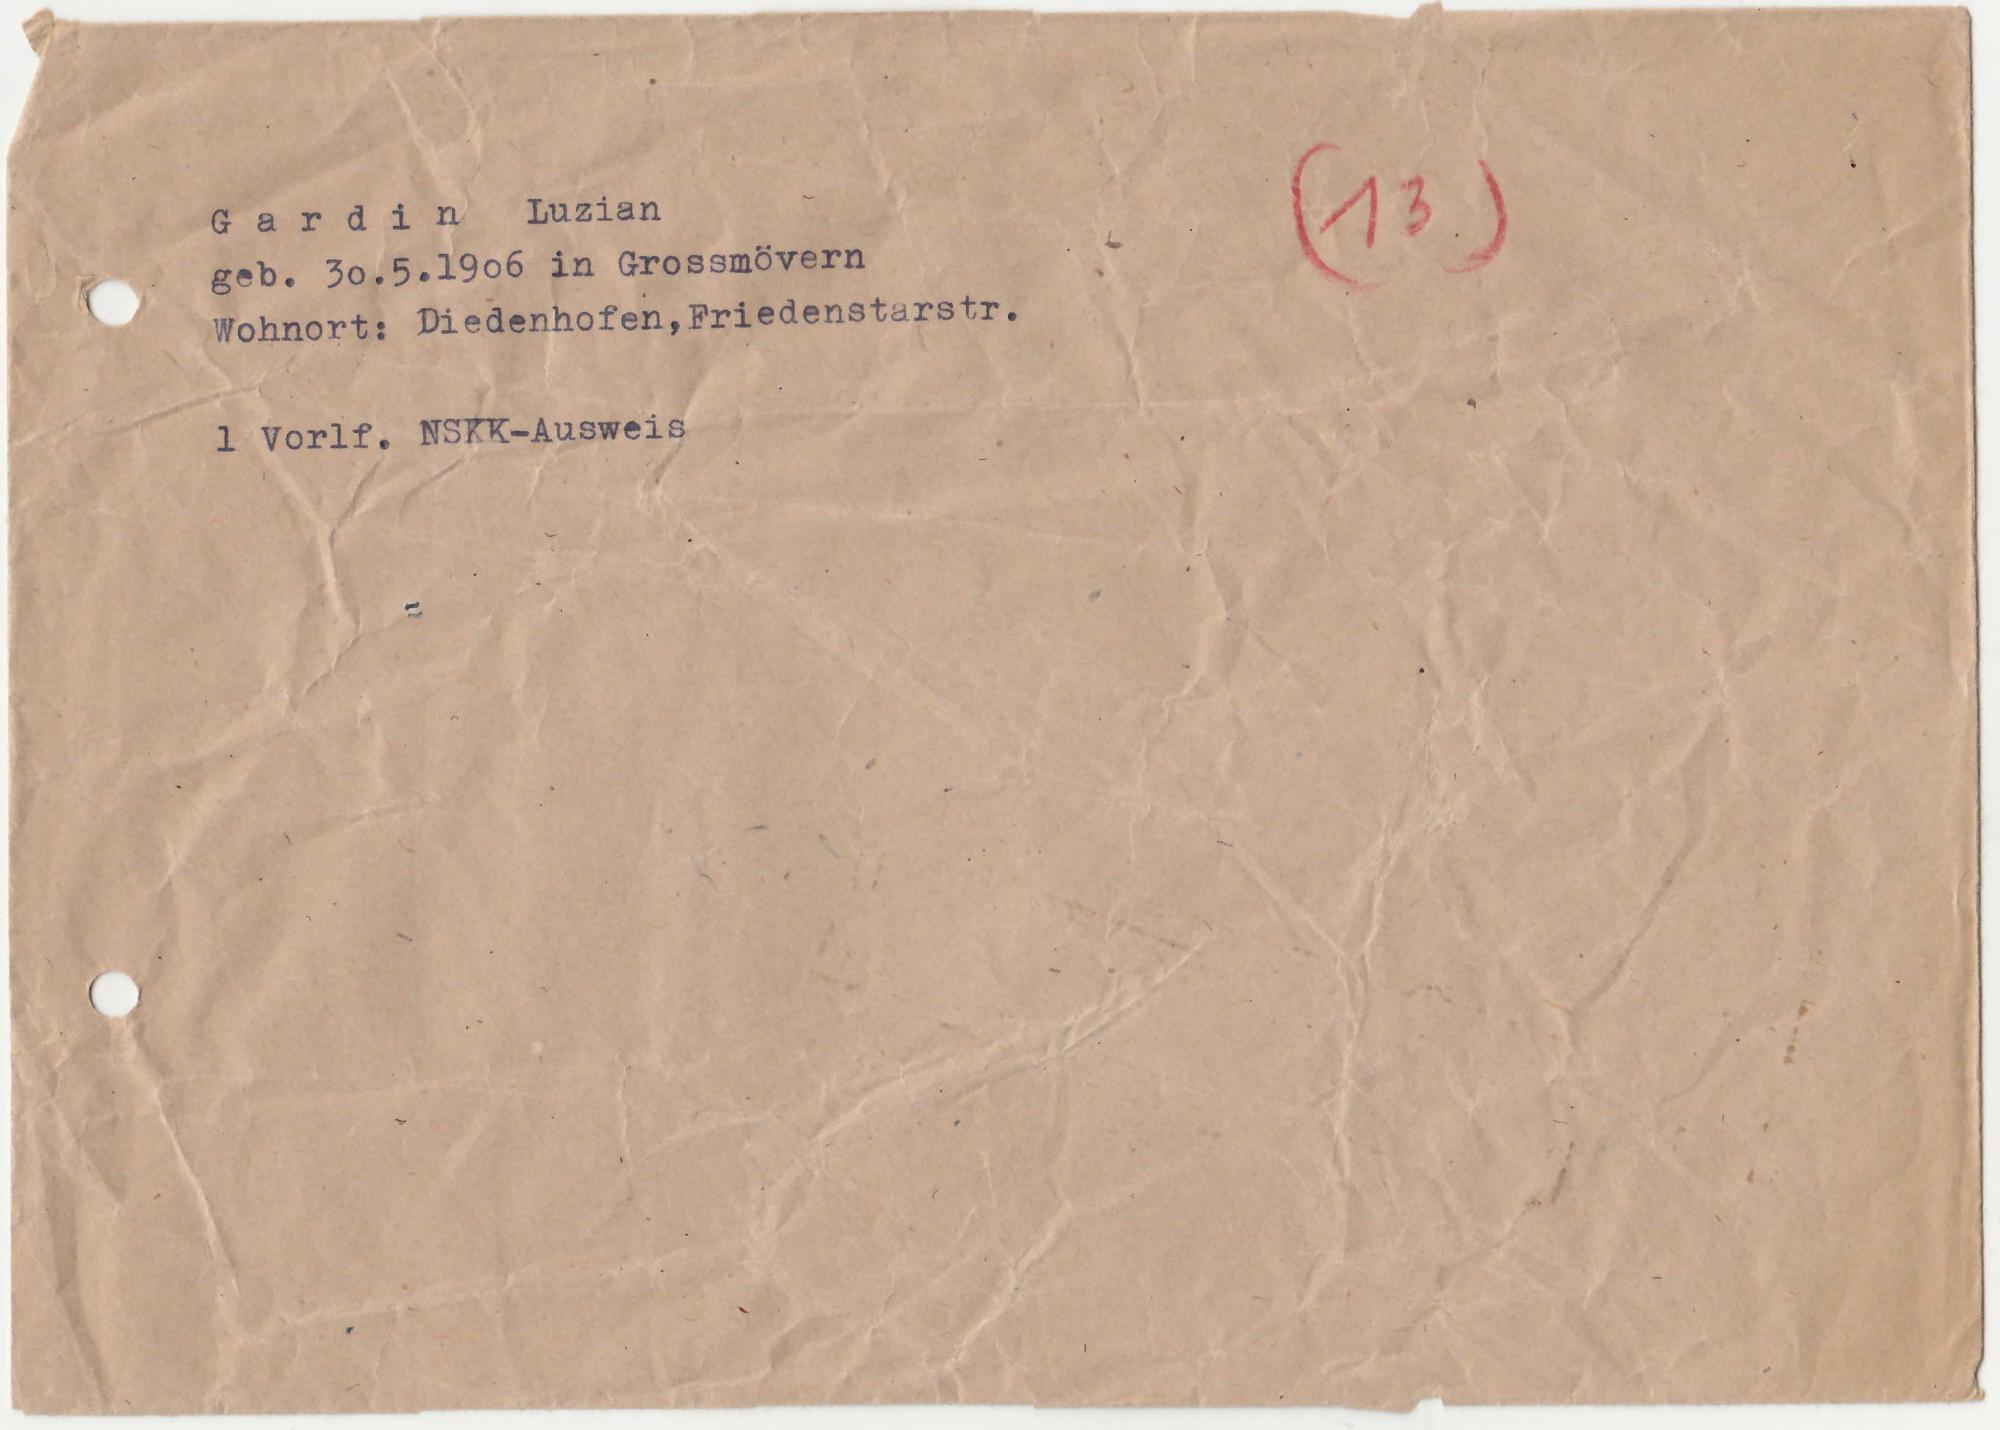 G a r d i n Luzian
(13)
geb. 3o.5.19o6 in Grossmövern
Wohnort: Diedenhofen,Friedenstarstr.
1 Vorlf. NSKK-Ausweis